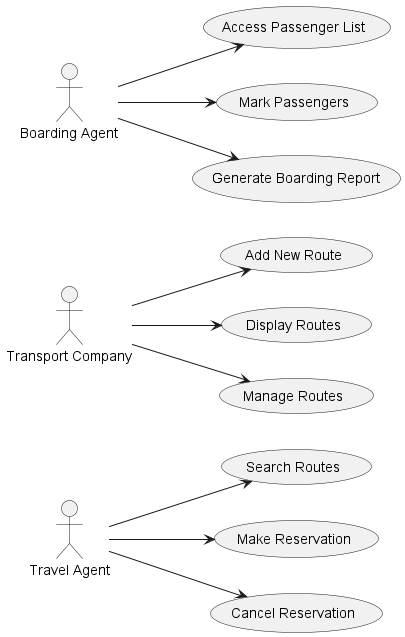 Access Passenger List
Boarding Agent
Mark Passengers
Generate Boarding Report
Add New Route
Transport Company
Display Routes
Manage Routes
Search Routes
Travel Agent
Make Reservation
Cancel Reservation